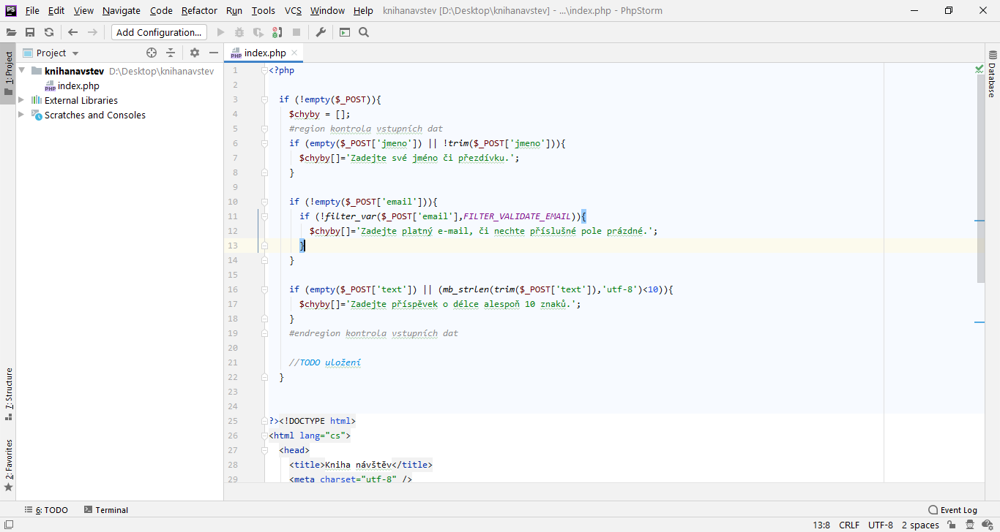 File Edit View Navigate Code Refactor Run Tools VCS Window Help knihanavstev [D:\Desktop\knihanavstev] - ...\index.php - PhpStorm
Add Configuration...
1: Project
Project
index.php
Database
knihanavstev D:\Desktop\knihanavstev
index.php
External Libraries
Scratches and Consoles
1 <?php
2
3 if (!empty($_POST)){
4 $chyby = [];
5 #region kontrola vstupních dat
6 if (empty($_POST['jmeno']) || !trim($_POST['jmeno'])){
7 $chyby[]='Zadejte své jméno či přezdívku.';
8 }
9
10 if (!empty($_POST['email'])){
11 if (!filter_var($_POST['email'],FILTER_VALIDATE_EMAIL)){
12 $chyby[]='Zadejte platný e-mail, či nechte příslušné pole prázdné.';
13 }
14 }
15
16 if (empty($_POST['text']) || (mb_strlen(trim($_POST['text']),'utf-8')<10)){
17 $chyby[]='Zadejte příspěvek o délce alespoň 10 znaků.';
18 }
19 #endregion kontrola vstupních dat
20
21 //TODO uložení
22 }
23
24
25 ?><!DOCTYPE html>
26 <html lang="cs">
27 <head>
28 <title>Kniha návštěv</title>
29 <meta charset="utf-8" />
7: Structure
2: Favorites
6: TODO Terminal Event Log
13:8 CRLF UTF-8 2 spaces